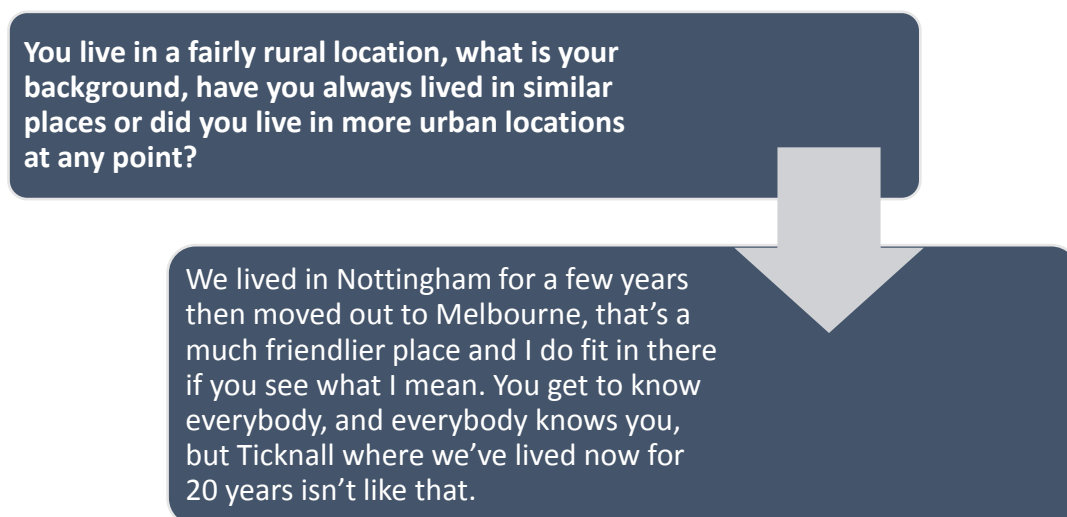 You live in a fairly rural location, what is your
background, have you always lived in similar
places or did you live in more urban locations
at any point?
We lived in Nottingham for a few years
then moved out to Melbourne, that’s a
much friendlier place and I do fit in there
if you see what I mean. You get to know
everybody, and everybody knows you,
but Ticknall where we’ve lived now for
20 years isn’t like that.